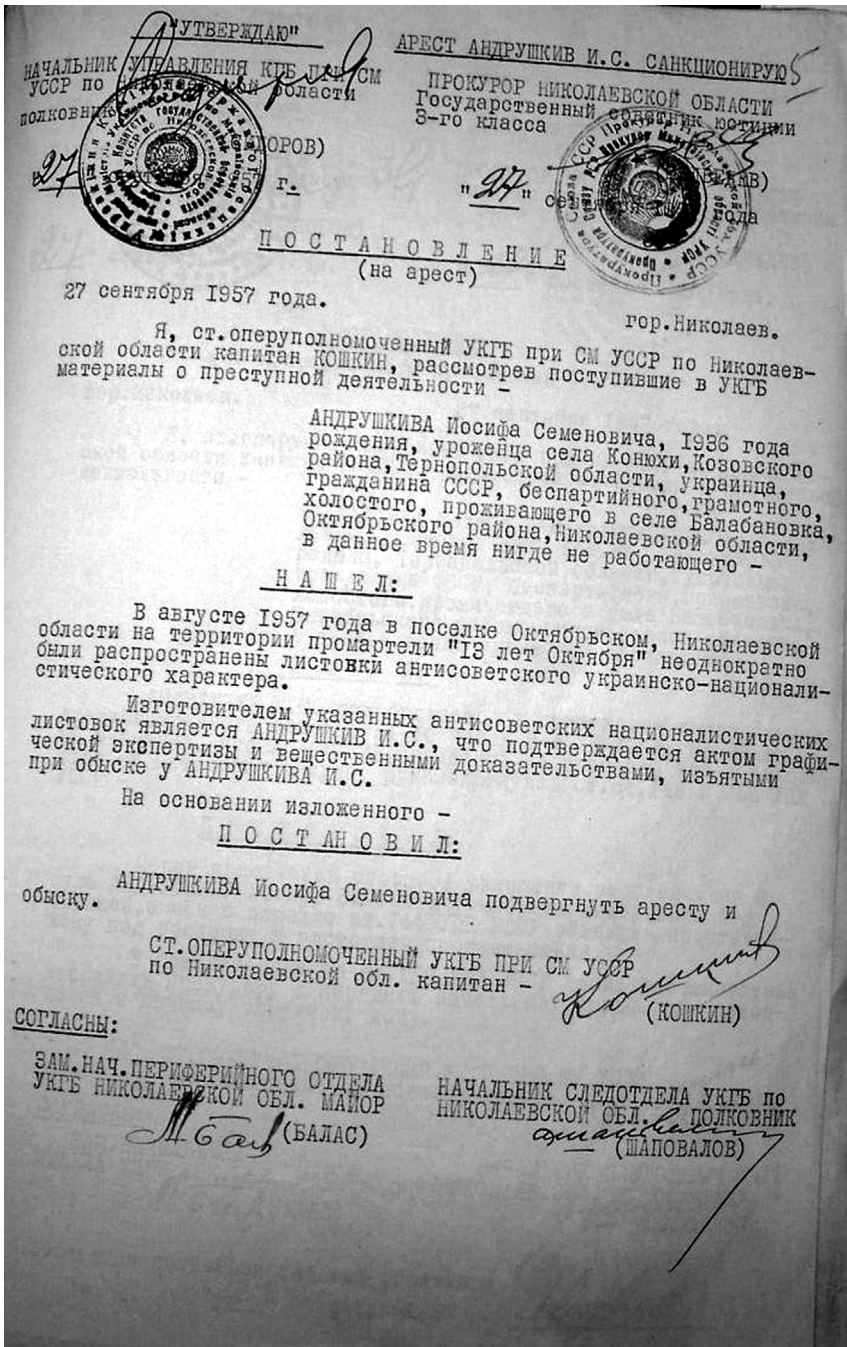 "УТВЕРЖДАЮ"
НАЧАЛЬНИК УПРАВЛЕНИЯ КГБ ПРИ СМ
УССР по области
полковник
27
г.
5
АРЕСТ АНДРУШКИВ И.С. САНКЦИОНИРУЮ
ПРОКУРОР НИКОЛАЕВСКОЙ ОБЛАСТИ
Государственный советник юстиции
3-го класса
"27" года
ПОСТАНОВЛЕНИЕ
(на арест)
27 сентября 1957 года.
гор.Николаев.
Я, ст.оперуполномоченный УКГБ при СМ УССР по Николаев-
ской области капитан КОШКИН, рассмотрев поступившие в УКГБ
материалы о преступной деятельности –
АНДРУШКИВА Иосифа Семеновича, 1936 года
рождения, уроженца села Конюхи,Козовского
района,Тернопольской области, украинца,
гражданина СССР, беспартийного,грамотного,
холостого, проживающего в селе Балабановка,
Октябрьского района,Николаевской области,
в данное время нигде не работающего –
НАШЕЛ:
В августе 1957 года в поселке Октябрьском, Николаевской
области на территории промартели "13 лет Октября" неоднократно
были распространены листовки антисоветского украинско-национали-
стического характера.
Изготовителем указанных антисоветских националистических
листовок является АНДРУШКИВ И.С., что подтверждается актом графи-
ческой экспертизы и вещественными доказательствами, изъятыми
при обыске у АНДРУШКИВА И.С.
На основании изложенного –
ПОСТАНОВИЛ:
АНДРУШКИВА Иосифа Семеновича подвергнуть аресту и
обыску.
СТ.ОПЕРУПОЛНОМОЧЕННЫЙ УКГБ ПРИ СМ УССР
по Николаевской обл. капитан –
Кошкин
(КОШКИН)
СОГЛАСНЫ:
ЗАМ.НАЧ.ПЕРИФЕРИЙНОГО ОТДЕЛА
УКГБ НИКОЛАЕВСКОЙ ОБЛ. МАЙОР
(БАЛАС)
НАЧАЛЬНИК СЛЕДОТДЕЛА УКГБ по
НИКОЛАЕВСКОЙ ОБЛ. ПОЛКОВНИК
(ШАПОВАЛОВ)